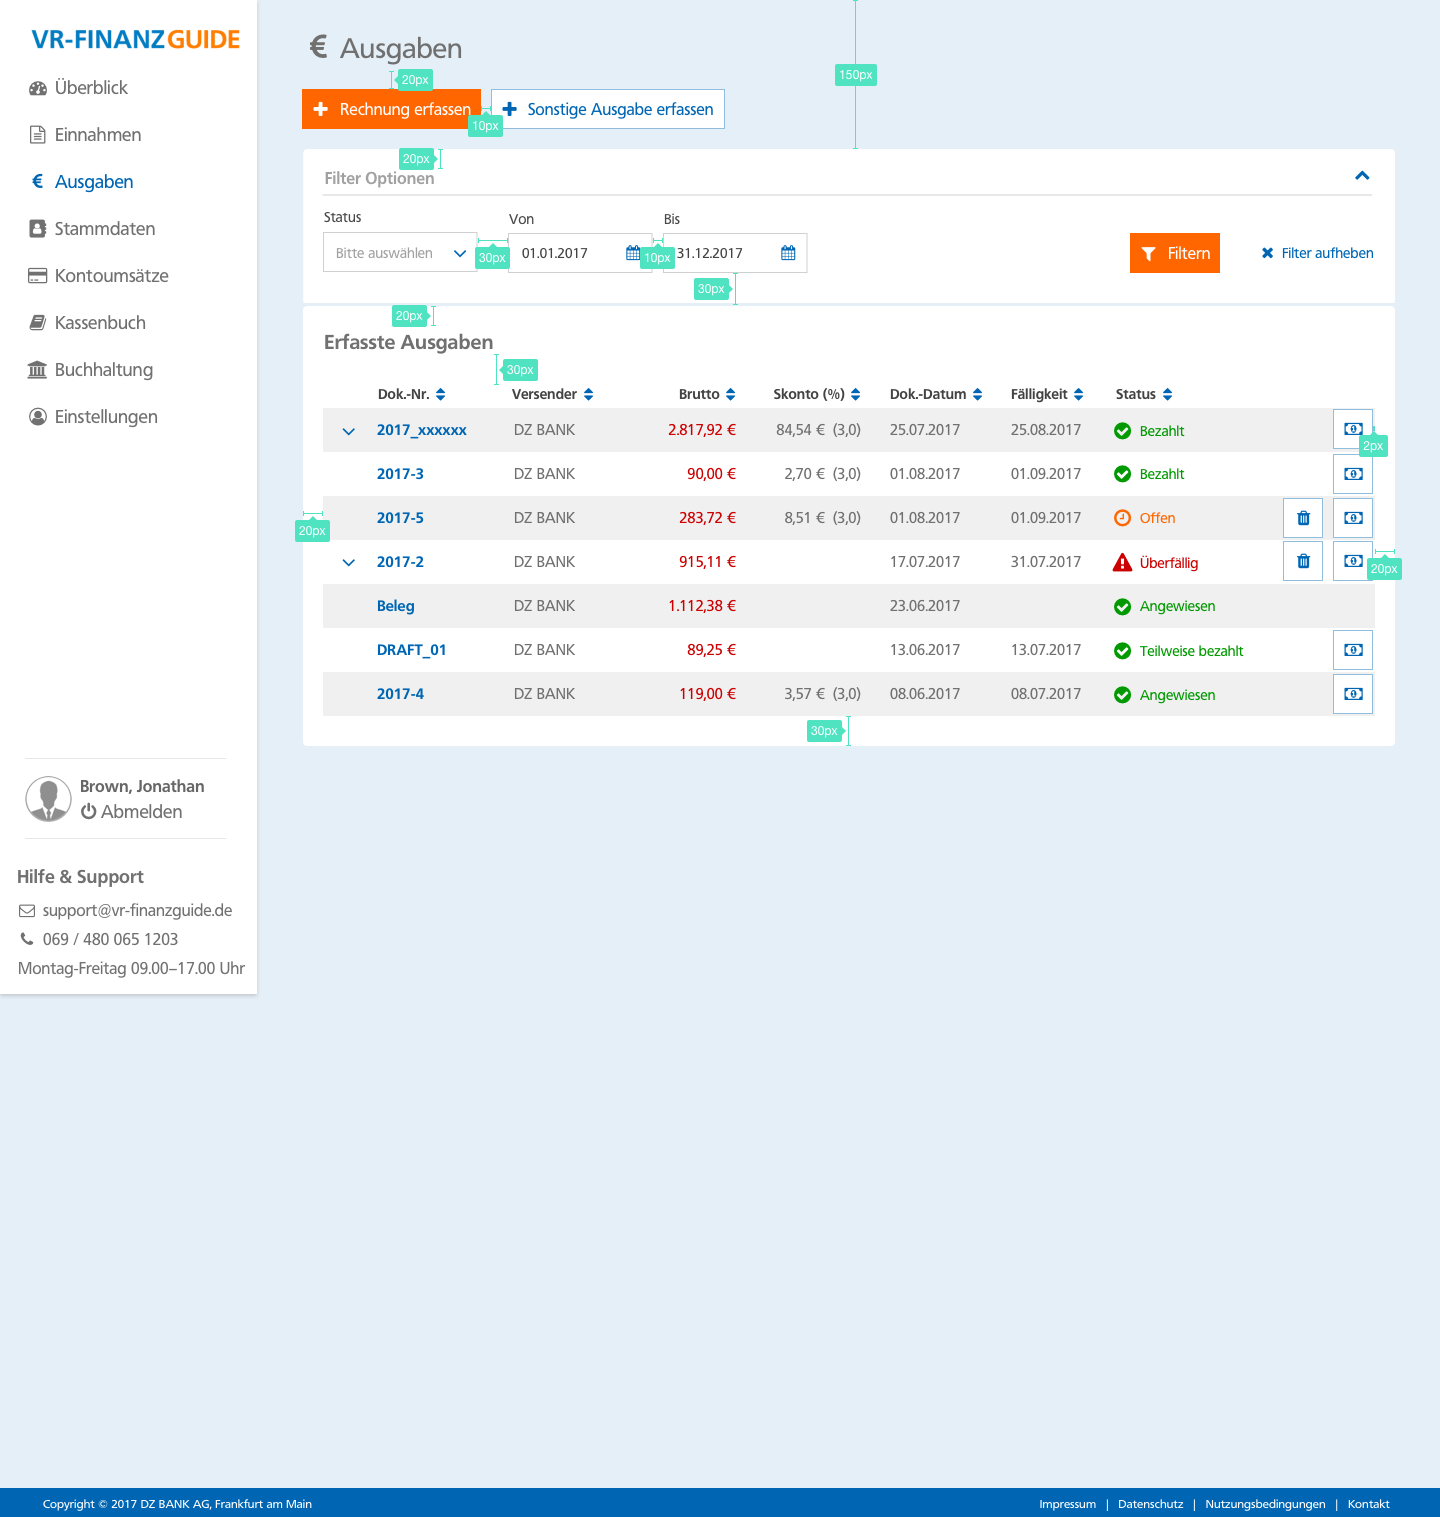 VR-FINANZGUIDE
Überblick
Einnahmen
Ausgaben
Stammdaten
Kontoumsätze
Kassenbuch
Buchhaltung
Einstellungen
Brown, Jonathan
Abmelden
Hilfe & Support
support@vr-finanzguide.de
069 / 480 065 1203
Montag-Freitag 09.00–17.00 Uhr
€ Ausgaben
20px
150px
Rechnung erfassen
10px
Sonstige Ausgabe erfassen
20px
Filter Optionen
Status
Von
Bis
Bitte auswählen
30px
01.01.2017
10px
31.12.2017
Filtern
Filter aufheben
30px
20px
Erfasste Ausgaben
30px
Dok.-Nr. Versender Brutto Skonto (%) Dok.-Datum Fälligkeit Status
2017_xxxxxx DZ BANK 2.817,92 € 84,54 € (3,0) 25.07.2017 25.08.2017 Bezahlt
2px
2017-3 DZ BANK 90,00 € 2,70 € (3,0) 01.08.2017 01.09.2017 Bezahlt
2017-5 DZ BANK 283,72 € 8,51 € (3,0) 01.08.2017 01.09.2017 Offen
20px
2017-2 DZ BANK 915,11 € 17.07.2017 31.07.2017 Überfällig
20px
Beleg DZ BANK 1.112,38 € 23.06.2017 Angewiesen
DRAFT_01 DZ BANK 89,25 € 13.06.2017 13.07.2017 Teilweise bezahlt
2017-4 DZ BANK 119,00 € 3,57 € (3,0) 08.06.2017 08.07.2017 Angewiesen
30px
Copyright © 2017 DZ BANK AG, Frankfurt am Main
Impressum | Datenschutz | Nutzungsbedingungen | Kontakt